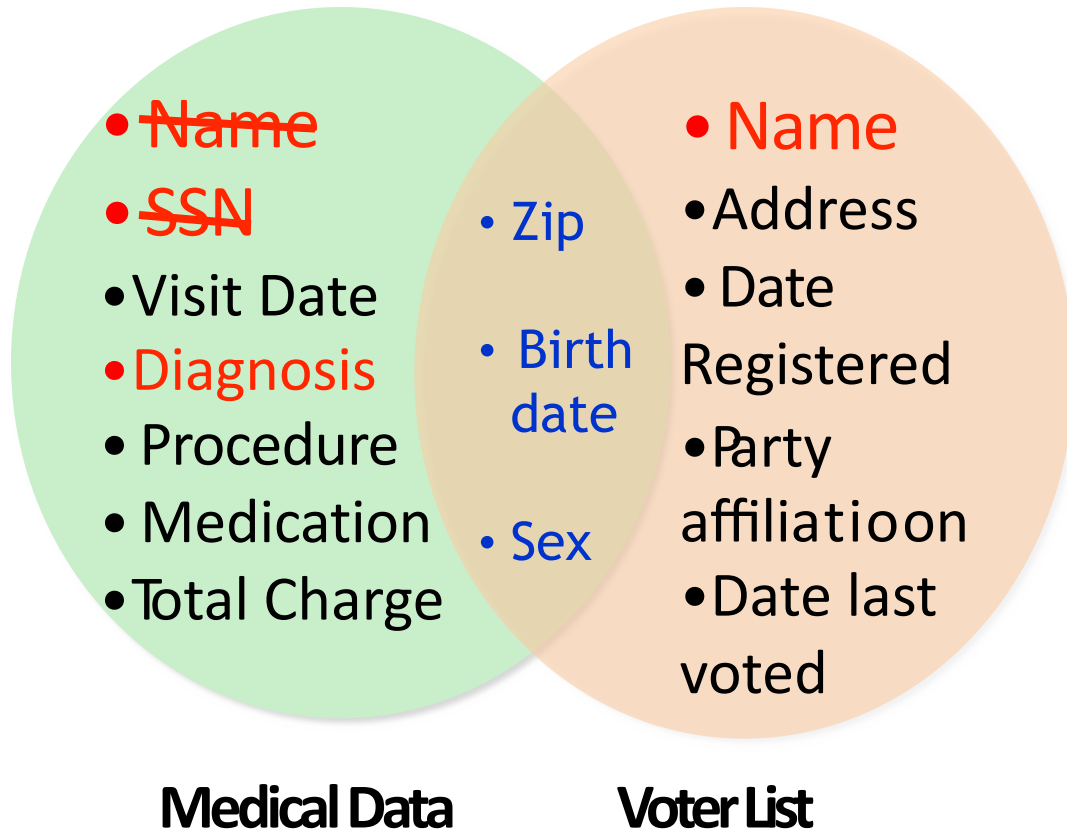 • Name
• SSN
•Visit Date
•Diagnosis
• Procedure
• Medication
•Total Charge
• Zip
• Birth
date
• Sex
• Name
•Address
• Date
Registered
•Party
affiliatioon
•Date last
voted
Medical Data
Voter List